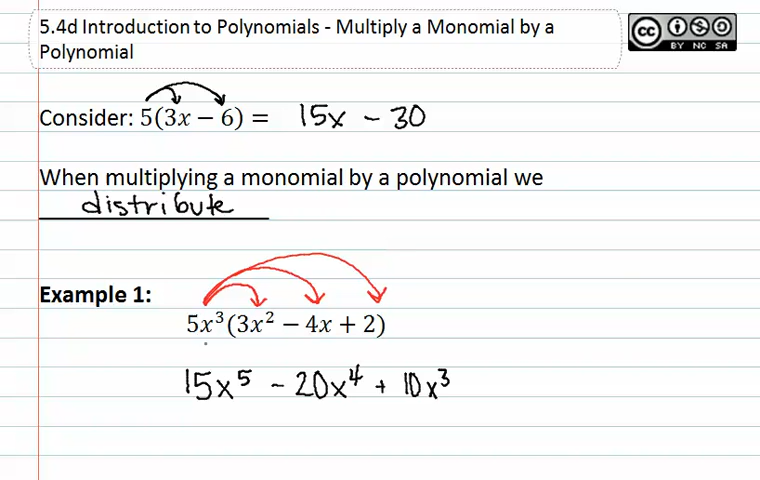 5.4d Introduction to Polynomials - Multiply a Monomial by a
Polynomial
cc BY NC SA
Consider: 5(3x − 6) = 15x - 30
When multiplying a monomial by a polynomial we
distribute
Example 1:
5x³(3x² − 4x + 2)
15x⁵ - 20x⁴ + 10x³